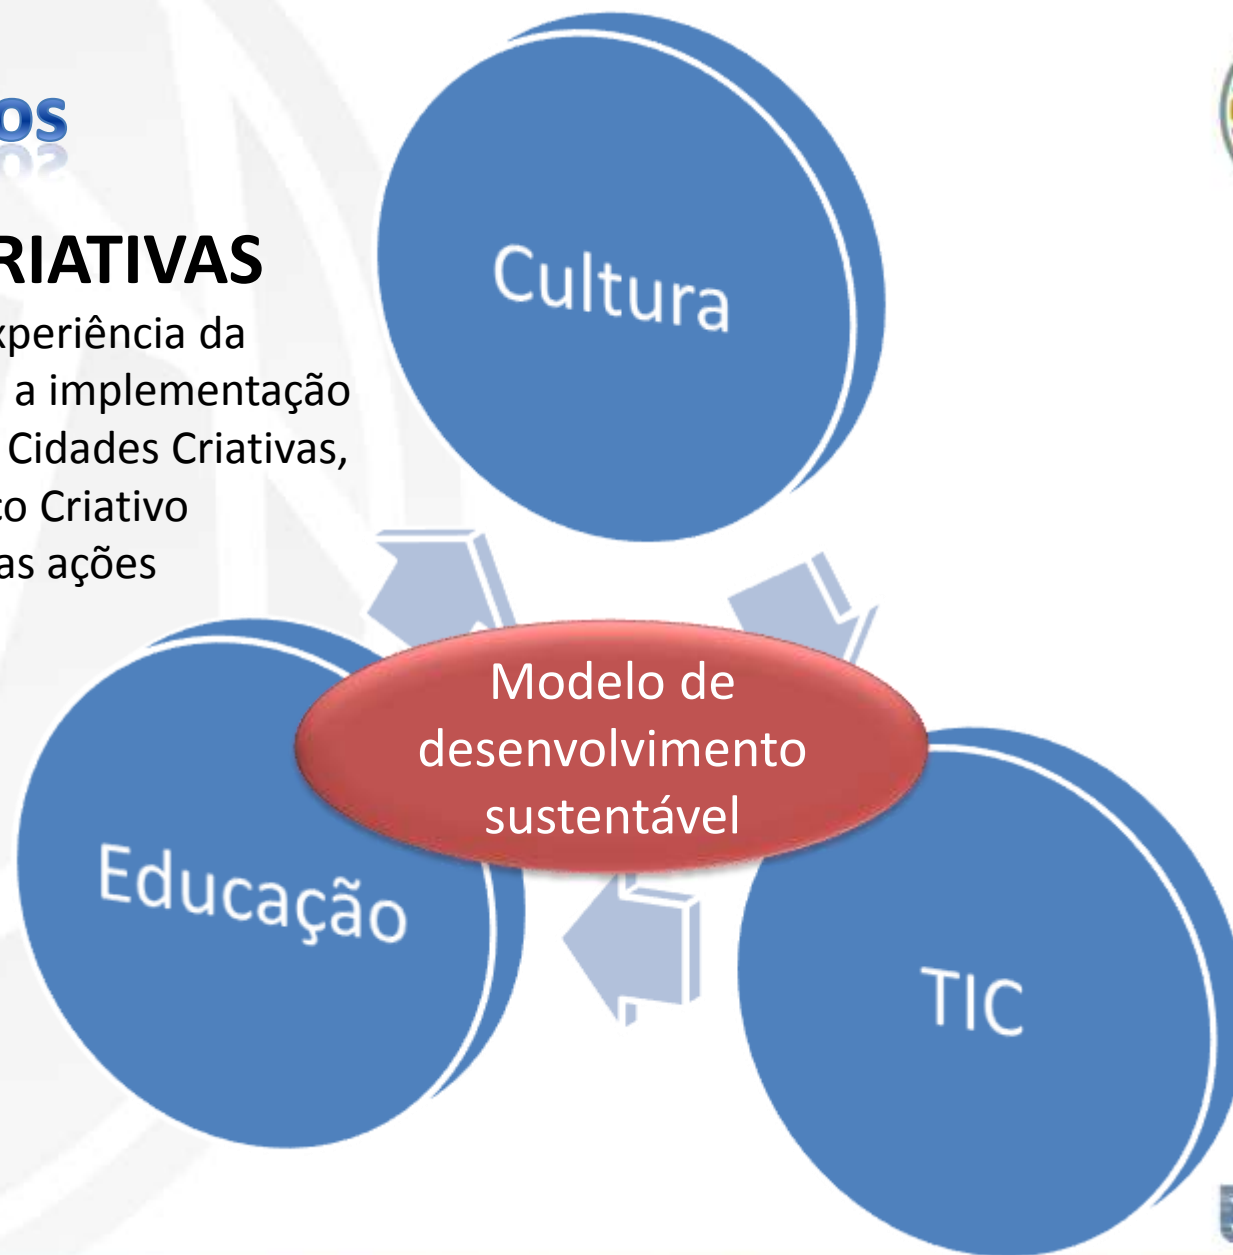 os
RIATIVAS
xperiência da
a implementação
Cidades Criativas,
co Criativo
as ações
Cultura
Modelo de
desenvolvimento
sustentável
Educação
TIC